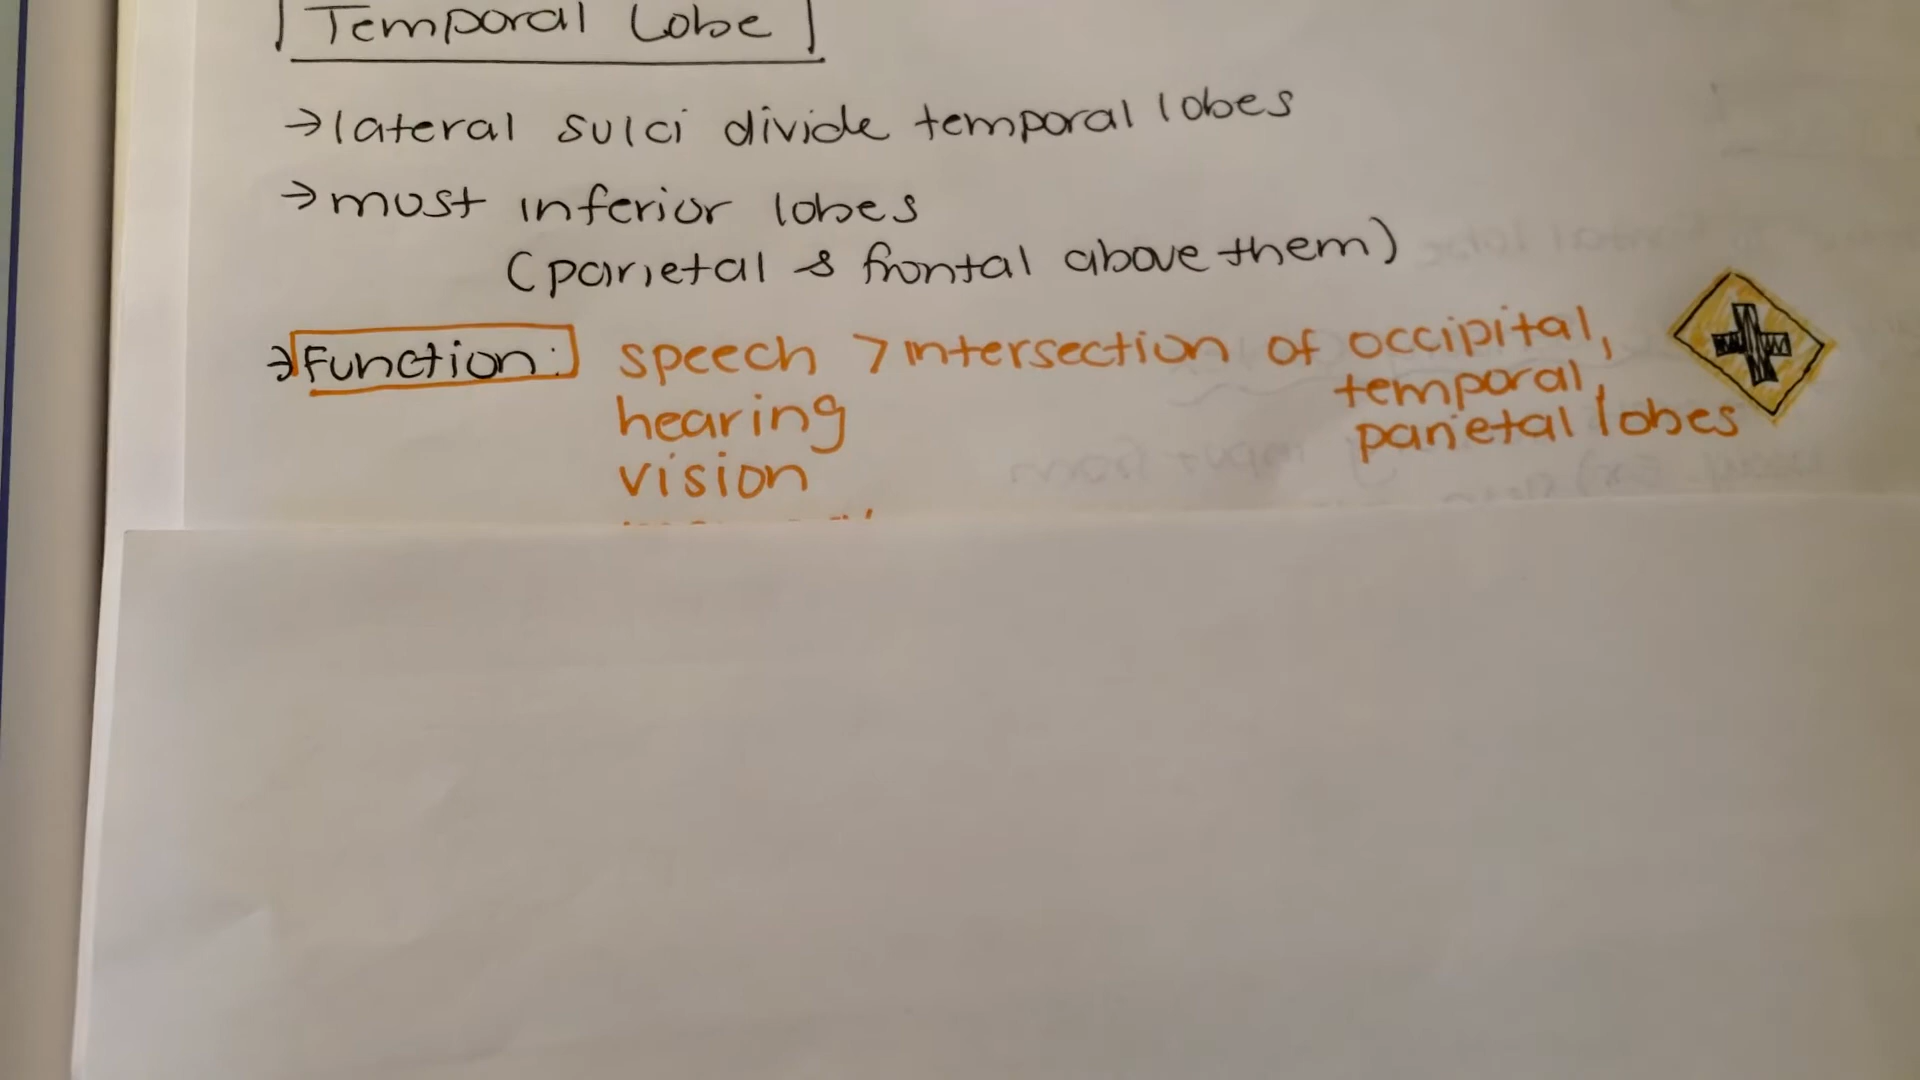 Temporal Lobe
→ lateral sulci divide temporal lobes
→ most inferior lobes
(parietal & frontal above them)
→ Function: speech > intersection of occipital,
temporal,
parietal lobes
hearing
vision